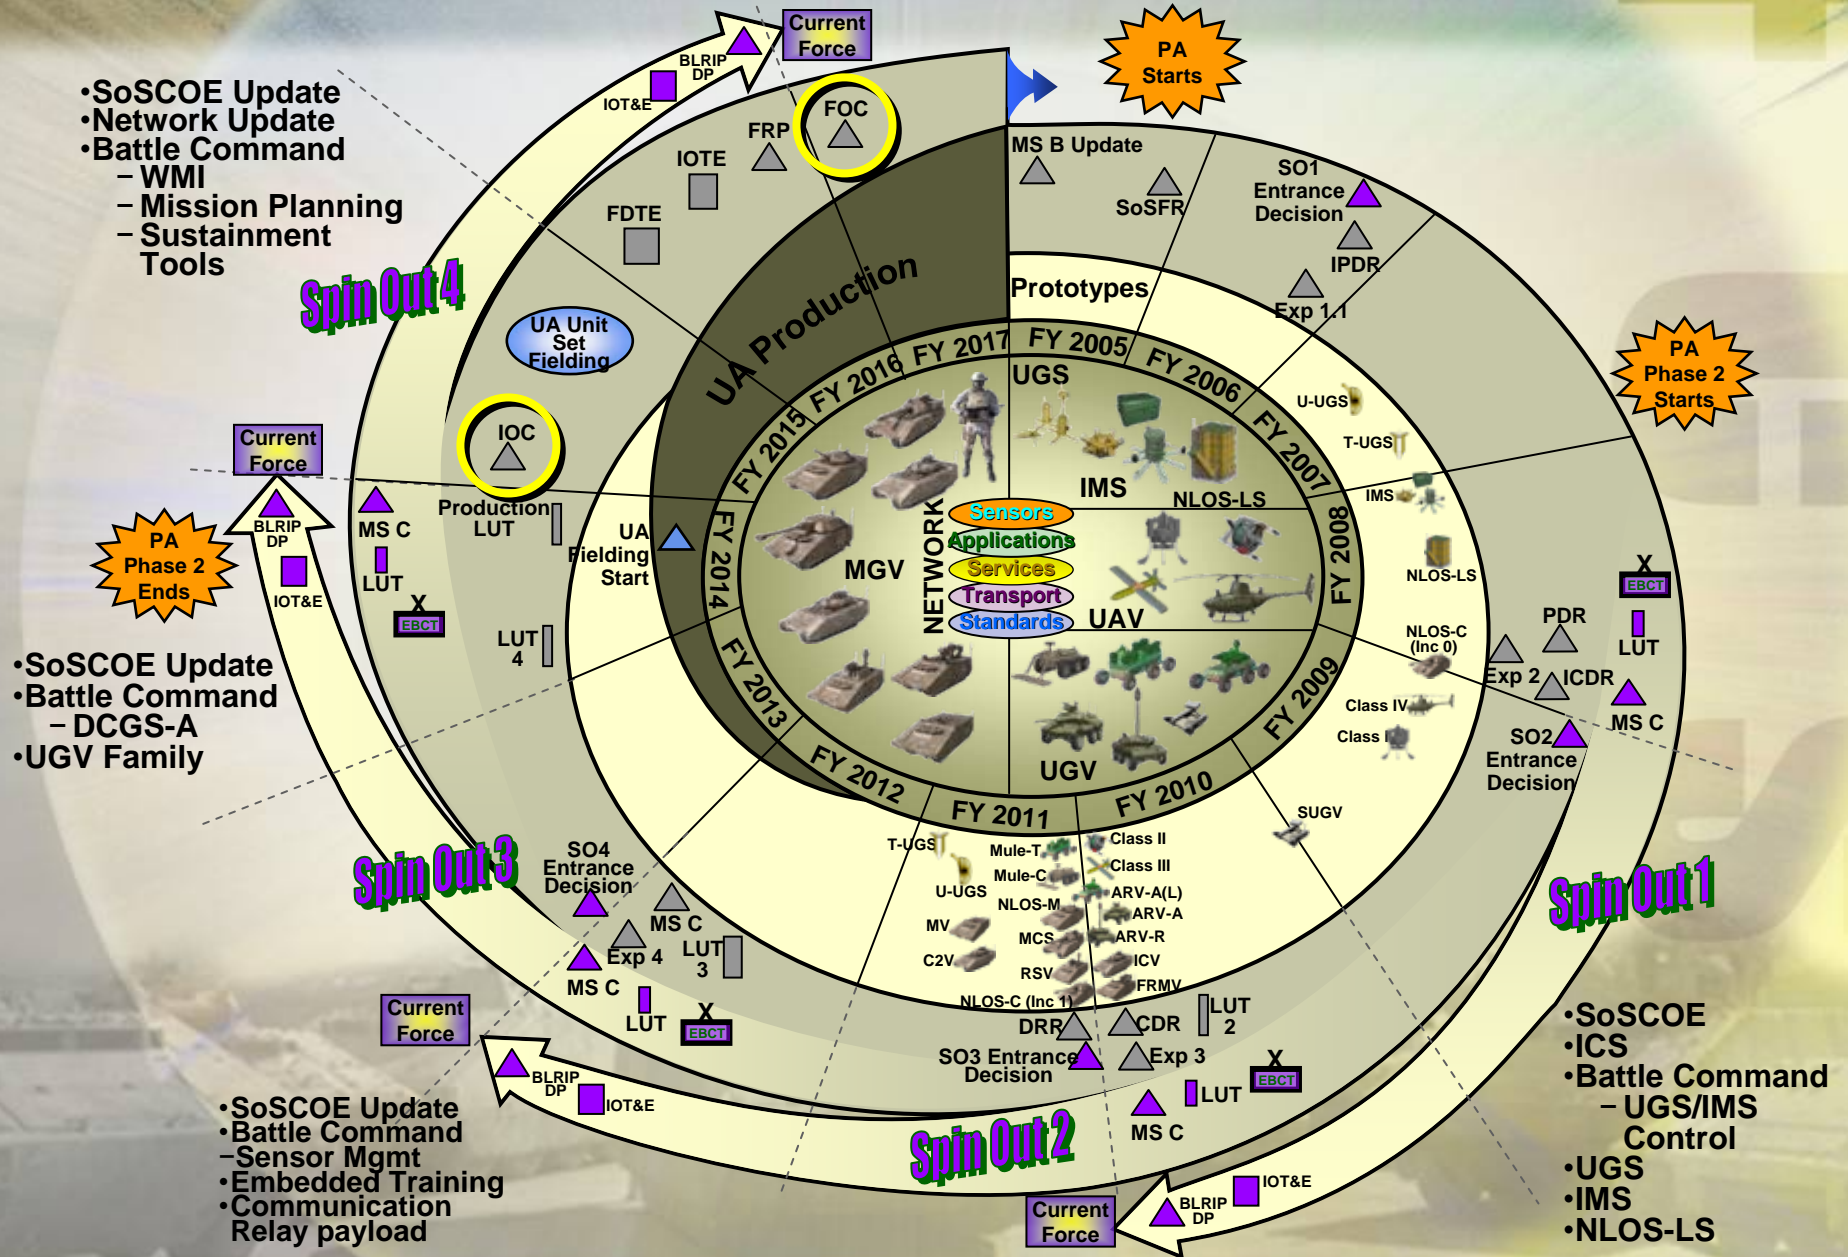 Current
Force
BLRIP
DP
IOT&E
PA
Starts
•SoSCOE Update
•Network Update
•Battle Command
– WMI
– Mission Planning
– Sustainment
Tools
Spin Out 4
FOC
FRP
IOTE
FDTE
UA Unit
Set
Fielding
IOC
UA Production
MS B Update
SoSFR
SO1
Entrance
Decision
IPDR
Exp 1.1
Prototypes
PA
Phase 2
Starts
FY 2005
FY 2006
FY 2007
FY 2008
FY 2009
FY 2010
FY 2011
FY 2012
FY 2013
FY 2014
FY 2015
FY 2016
FY 2017
UGS
IMS
NLOS-LS
NETWORK
Sensors
Applications
Services
Transport
Standards
MGV
UAV
UGV
U-UGS
T-UGS
IMS
NLOS-LS
NLOS-C
(Inc 0)
Class IV
Class I
SUGV
X
EBCT
LUT
PDR
Exp 2
ICDR
MS C
SO2
Entrance
Decision
Spin Out 1
•SoSCOE
•ICS
•Battle Command
– UGS/IMS
Control
•UGS
•IMS
•NLOS-LS
IOT&E
BLRIP
DP
Current
Force
Class II
Class III
ARV-A(L)
ARV-A
ARV-R
ICV
FRMV
Mule-T
Mule-C
NLOS-M
MCS
RSV
NLOS-C (Inc 1)
T-UGS
U-UGS
MV
C2V
DRR
CDR
LUT
2
SO3 Entrance
Decision
Exp 3
X
EBCT
LUT
MS C
Spin Out 2
IOT&E
BLRIP
DP
Current
Force
•SoSCOE Update
•Battle Command
–Sensor Mgmt
•Embedded Training
•Communication
Relay payload
SO4
Entrance
Decision
MS C
Exp 4
LUT
3
MS C
LUT
X
EBCT
Spin Out 3
Current
Force
BLRIP
DP
IOT&E
PA
Phase 2
Ends
•SoSCOE Update
•Battle Command
– DCGS-A
•UGV Family
MS C
LUT
X
EBCT
Production
LUT
UA
Fielding
Start
LUT
4